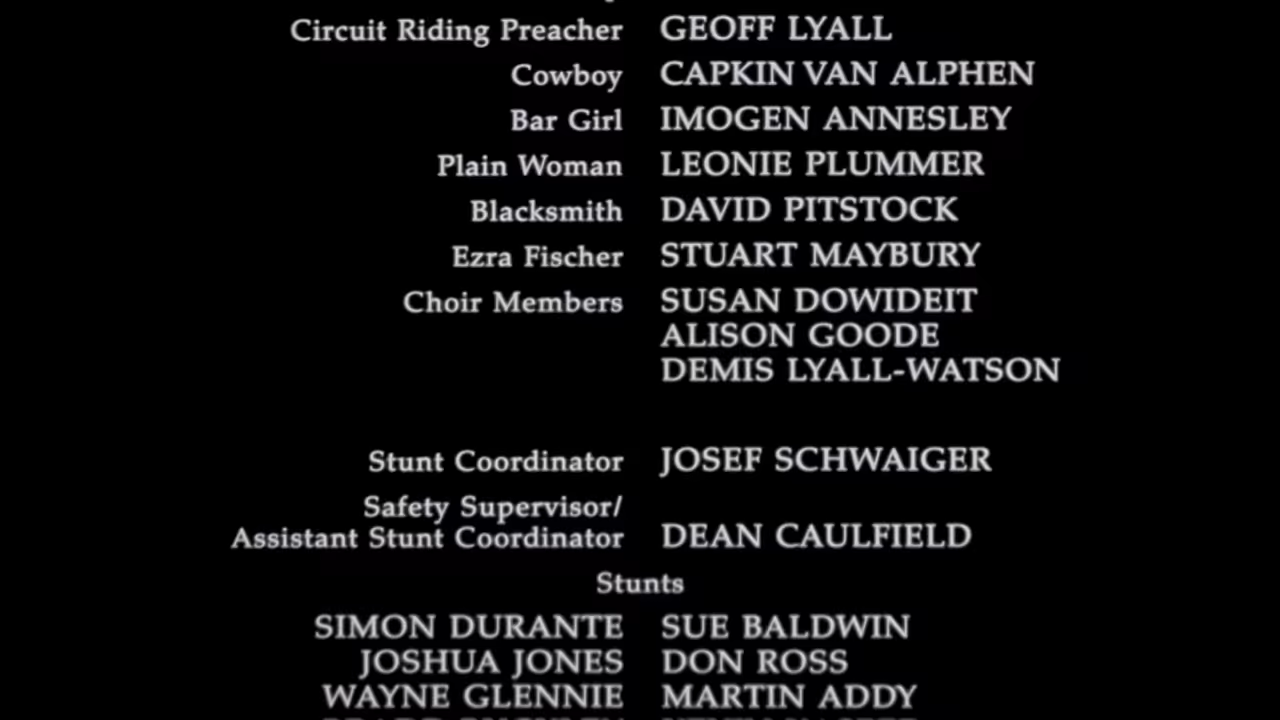 Circuit Riding Preacher GEOFF LYALL
Cowboy CAPKIN VAN ALPHEN
Bar Girl IMOGEN ANNESLEY
Plain Woman LEONIE PLUMMER
Blacksmith DAVID PITSTOCK
Ezra Fischer STUART MAYBURY
Choir Members SUSAN DOWIDEIT
ALISON GOODE
DEMIS LYALL-WATSON
Stunt Coordinator JOSEF SCHWAIGER
Safety Supervisor/
Assistant Stunt Coordinator DEAN CAULFIELD
Stunts
SIMON DURANTE SUE BALDWIN
JOSHUA JONES DON ROSS
WAYNE GLENNIE MARTIN ADDY